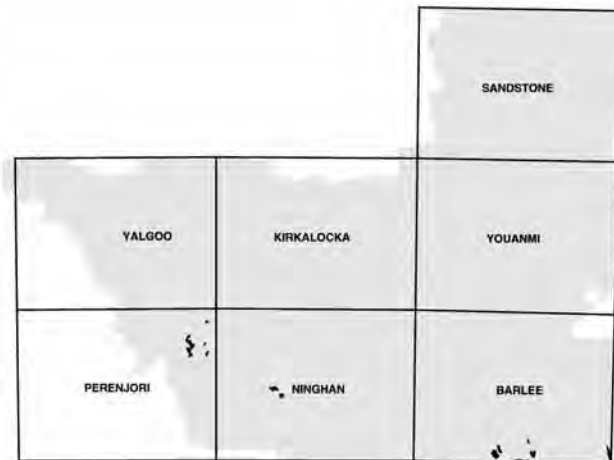 SANDSTONE
YALGOO KIRKALOCKA YOUANMI
PERENJORI NINGHAN BARLEE